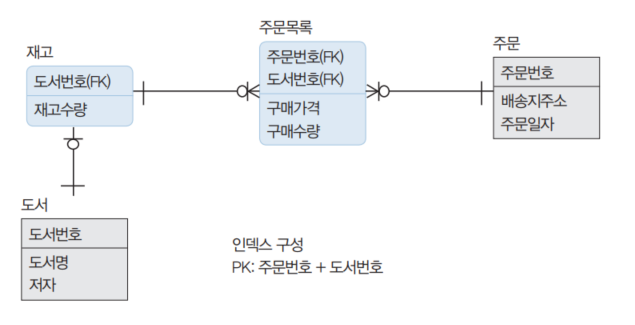 재고
도서번호(FK)
재고수량
주문목록
주문번호(FK)
도서번호(FK)
구매가격
구매수량
주문
주문번호
배송지주소
주문일자
도서
도서번호
도서명
저자
인덱스 구성
PK: 주문번호 + 도서번호